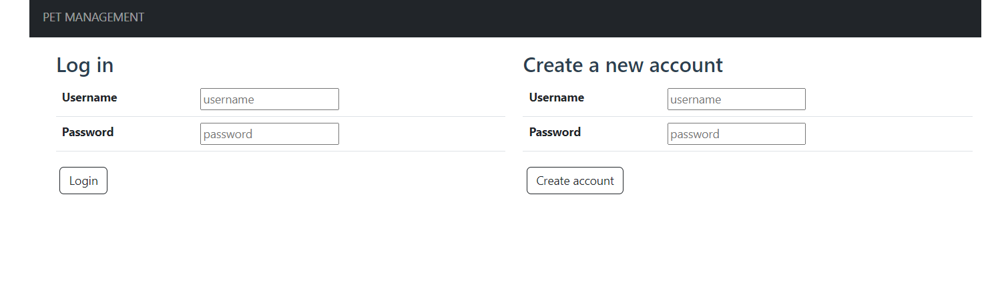 PET MANAGEMENT
Log in
Username
username
Password
password
Login
Create a new account
Username
username
Password
password
Create account